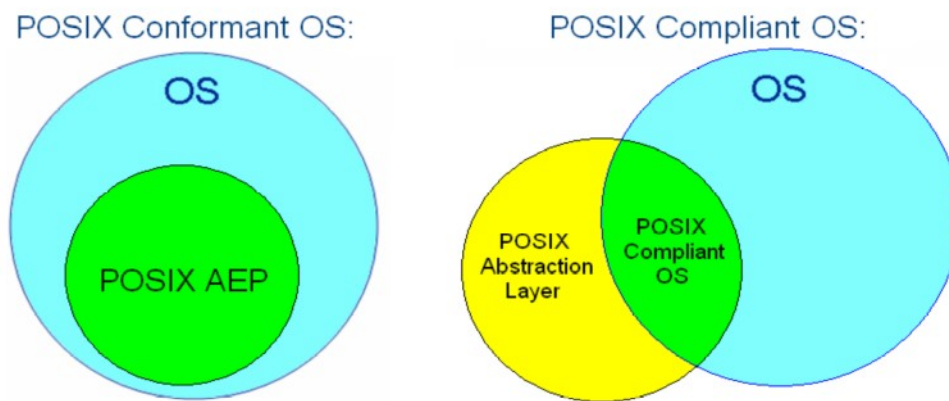 POSIX Conformant OS:
OS
POSIX AEP
POSIX Compliant OS:
OS
POSIX
Abstraction
Layer
POSIX
Compliant
OS